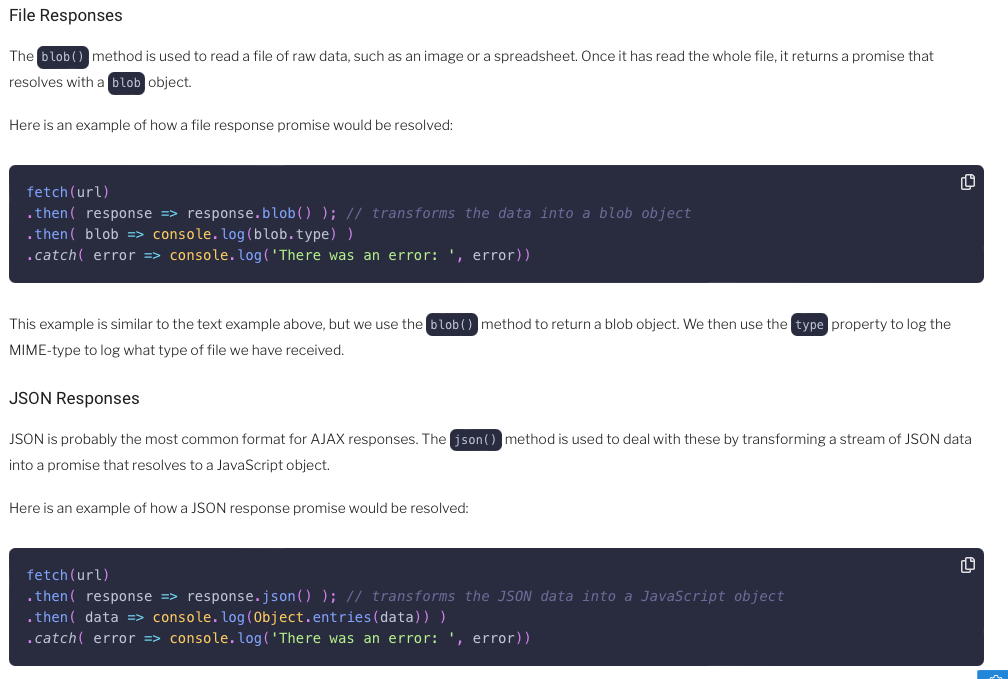 File Responses
The blob() method is used to read a file of raw data, such as an image or a spreadsheet. Once it has read the whole file, it returns a promise that
resolves with a blob object.
Here is an example of how a file response promise would be resolved:
fetch(url)
.then( response => response.blob() ); // transforms the data into a blob object
.then( blob => console.log(blob.type) )
.catch( error => console.log('There was an error: ', error))
This example is similar to the text example above, but we use the blob() method to return a blob object. We then use the type property to log the
MIME-type to log what type of file we have received.
JSON Responses
JSON is probably the most common format for AJAX responses. The json() method is used to deal with these by transforming a stream of JSON data
into a promise that resolves to a JavaScript object.
Here is an example of how a JSON response promise would be resolved:
fetch(url)
.then( response => response.json() ); // transforms the JSON data into a JavaScript object
.then( data => console.log(Object.entries(data)) )
.catch( error => console.log('There was an error: ', error))